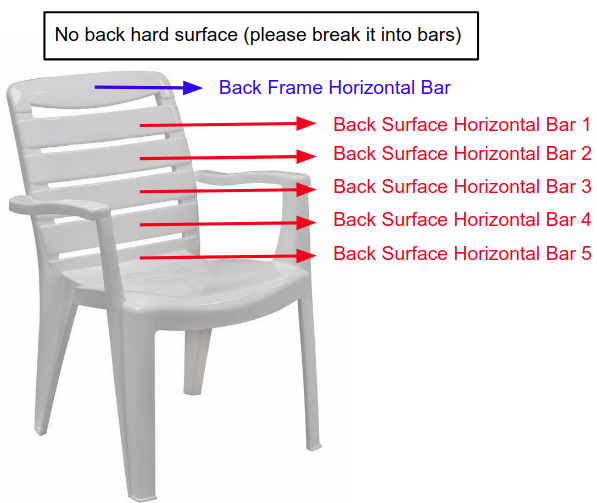 No back hard surface (please break it into bars)
Back Frame Horizontal Bar
Back Surface Horizontal Bar 1
Back Surface Horizontal Bar 2
Back Surface Horizontal Bar 3
Back Surface Horizontal Bar 4
Back Surface Horizontal Bar 5